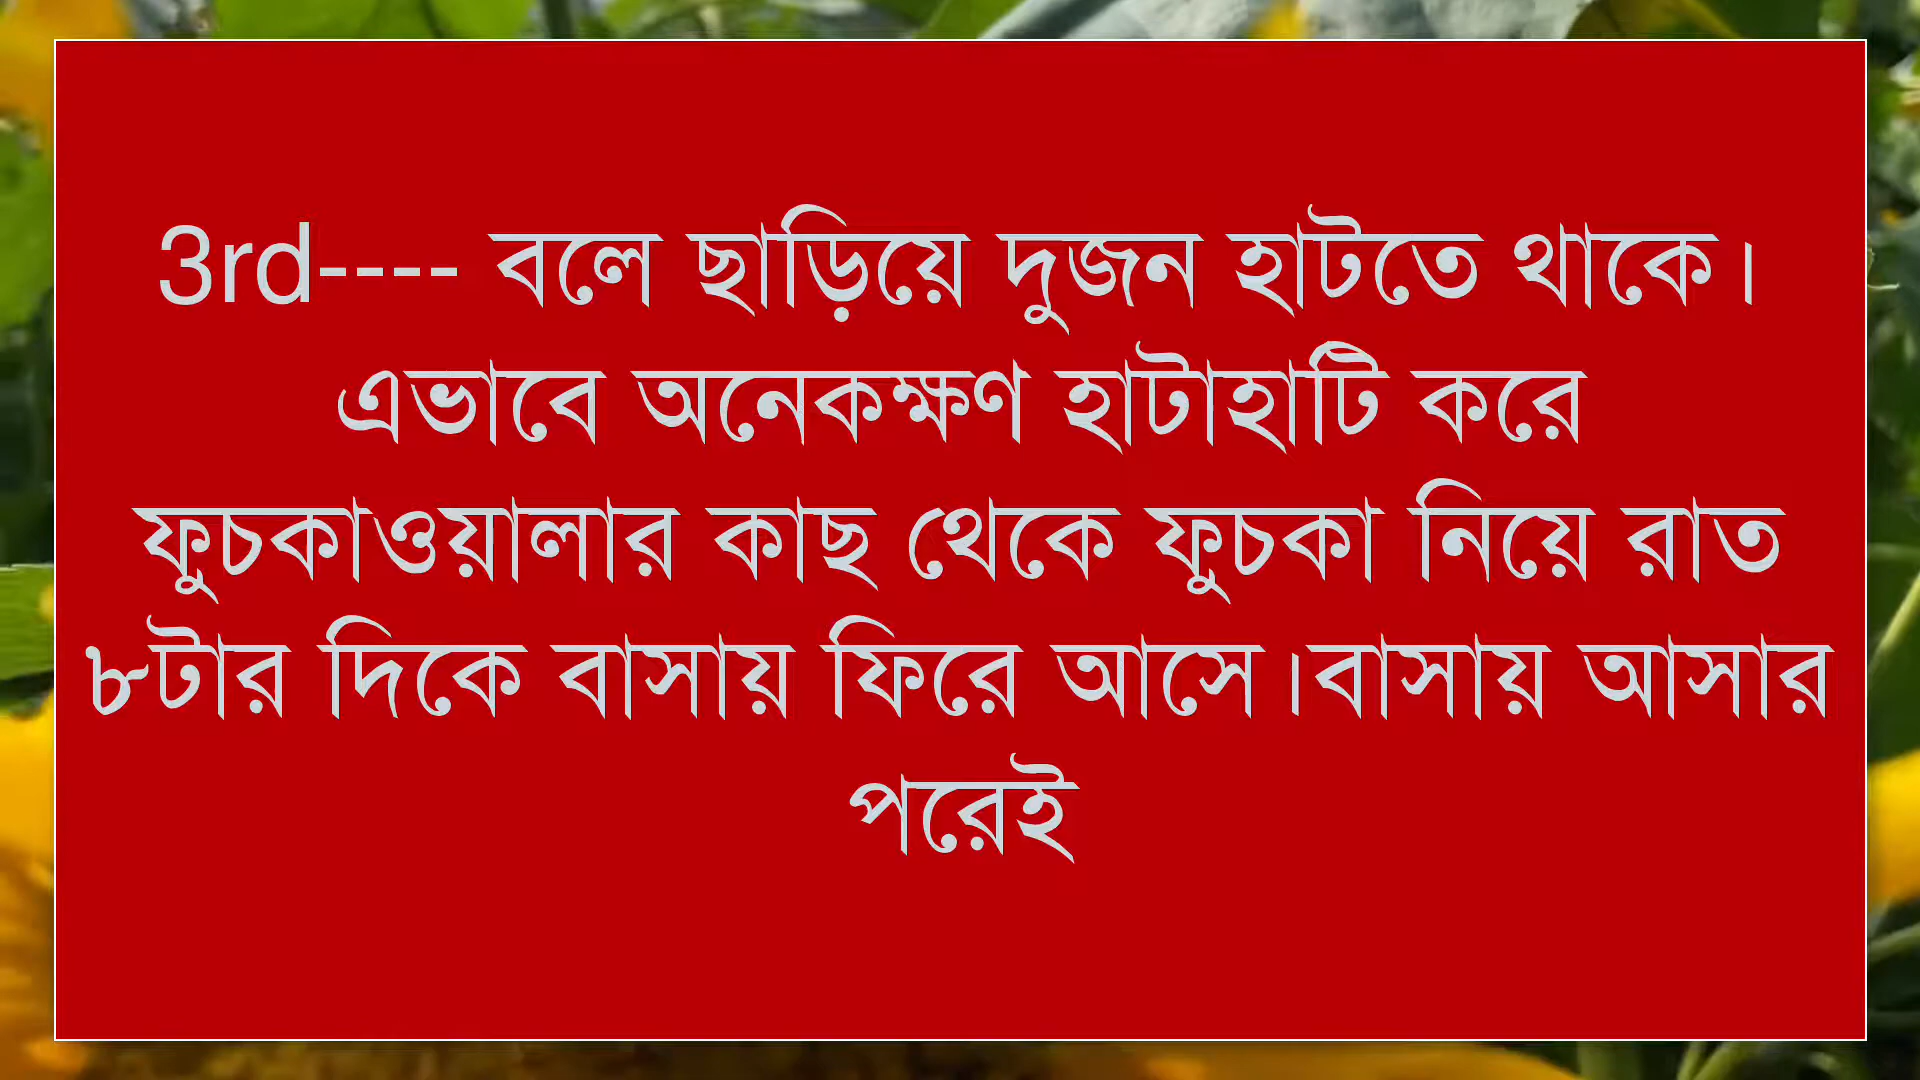 3rd---- বলে ছাড়িয়ে দুজন হাটতে থাকে।
এভাবে অনেকক্ষণ হাটাহাটি করে
ফুচকাওয়ালার কাছ থেকে ফুচকা নিয়ে রাত
৮টার দিকে বাসায় ফিরে আসে।বাসায় আসার
পরেই